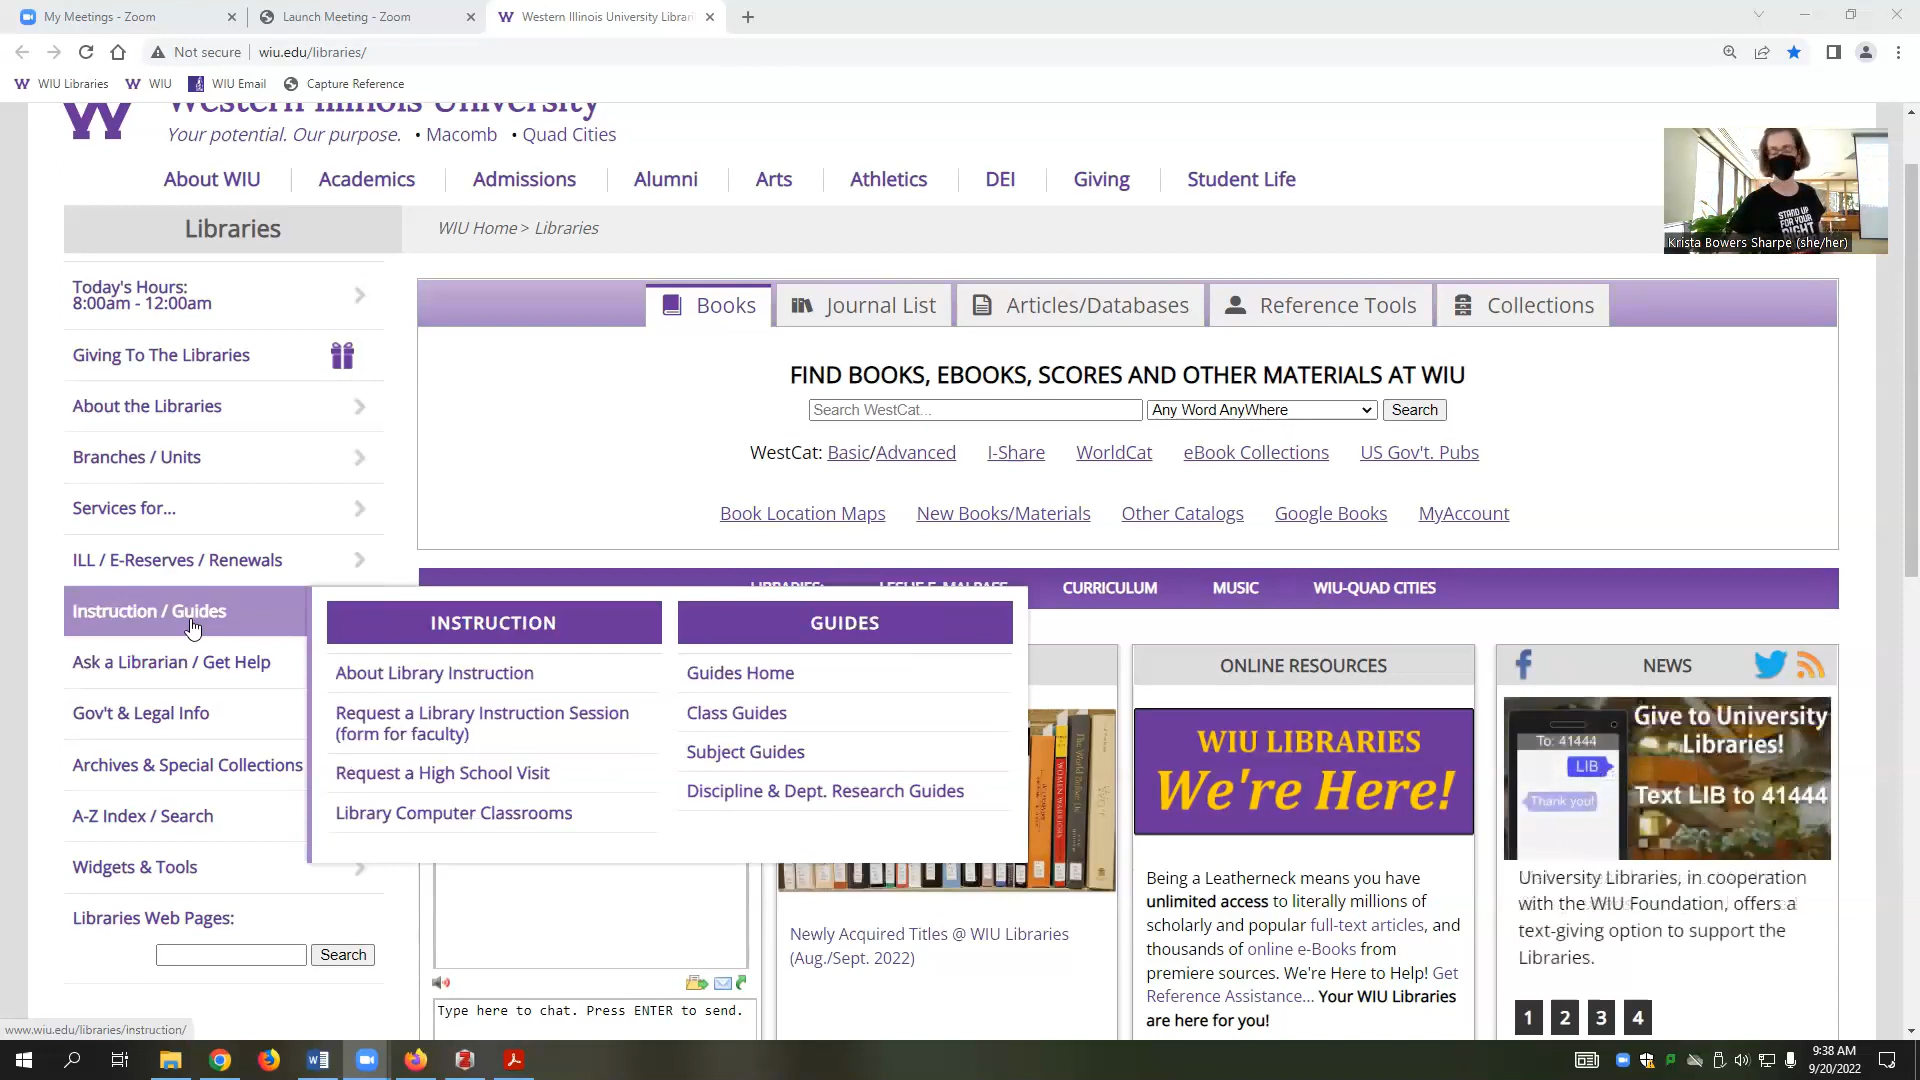 My Meetings - Zoom
Launch Meeting - Zoom
Western Illinois University Librari
Not secure
wiu.edu/libraries/
WIU Libraries
WIU
WIU Email
Capture Reference
Western Illinois University
Your potential. Our purpose. • Macomb • Quad Cities
About WIU
Academics
Admissions
Alumni
Arts
Athletics
DEI
Giving
Student Life
STAND UP
FOR YOUR
RIGHT
Krista Bowers Sharpe (she/her)
Libraries
WIU Home > Libraries
Today's Hours:
8:00am - 12:00am
Giving To The Libraries
About the Libraries
Branches / Units
Services for...
ILL / E-Reserves / Renewals
Instruction / Guides
Ask a Librarian / Get Help
Gov't & Legal Info
Archives & Special Collections
A-Z Index / Search
Widgets & Tools
Libraries Web Pages:
Search
Books
Journal List
Articles/Databases
Reference Tools
Collections
FIND BOOKS, EBOOKS, SCORES AND OTHER MATERIALS AT WIU
Search WestCat...
Any Word AnyWhere
Search
WestCat: Basic/Advanced
I-Share
WorldCat
eBook Collections
US Gov't. Pubs
Book Location Maps
New Books/Materials
Other Catalogs
Google Books
MyAccount
LIBRARIES:
LESLIE F. MALPASS
CURRICULUM
MUSIC
WIU-QUAD CITIES
INSTRUCTION
About Library Instruction
Request a Library Instruction Session
(form for faculty)
Request a High School Visit
Library Computer Classrooms
GUIDES
Guides Home
Class Guides
Subject Guides
Discipline & Dept. Research Guides
Type here to chat. Press ENTER to send.
WOMEN WARRIORS
Newly Acquired Titles @ WIU Libraries
(Aug./Sept. 2022)
ONLINE RESOURCES
WIU LIBRARIES
We're Here!
Being a Leatherneck means you have
unlimited access to literally millions of
scholarly and popular full-text articles, and
thousands of online e-Books from
premiere sources. We're Here to Help! Get
Reference Assistance... Your WIU Libraries
are here for you!
NEWS
To: 41444
LIB
Thank you!
Give to University
Libraries!
Text LIB to 41444
University Libraries, in cooperation
with the WIU Foundation, offers a
text-giving option to support the
Libraries.
1
2
3
4
www.wiu.edu/libraries/instruction/
9:38 AM
9/20/2022